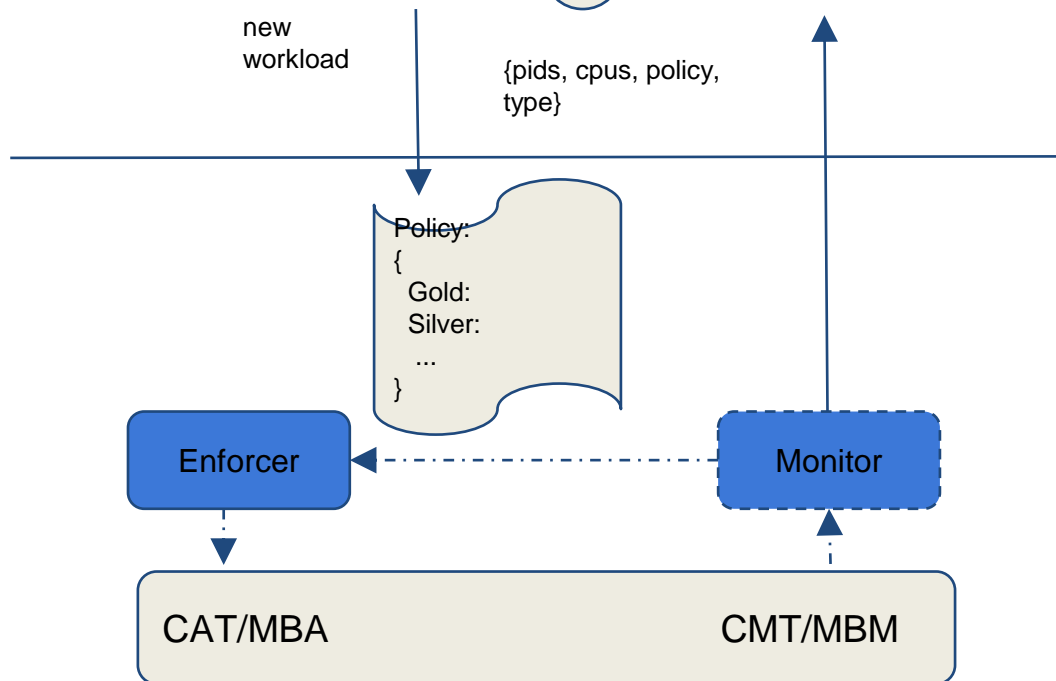 new
workload
{pids, cpus, policy,
type}
Policy:
{
Gold:
Silver:
...
}
Enforcer
Monitor
CAT/MBA
CMT/MBM